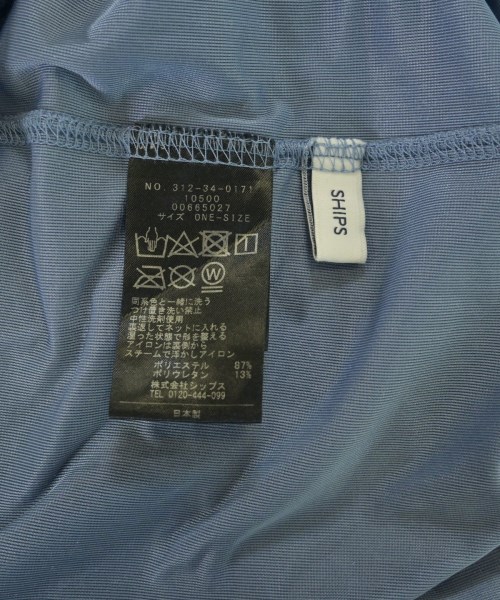 NO. 312-34-0171
10500
00665027
サイズ ONE-SIZE
W
同系色と一緒に洗う
つけ置き洗い禁止
中性洗剤使用
裏返してネットに入れる
湿った状態で形を整える
アイロンは裏側から
スチームで浮かしアイロン
ポリエステル 87%
ポリウレタン 13%
株式会社シップス
TEL 0120-444-099
日本製
SHIPS